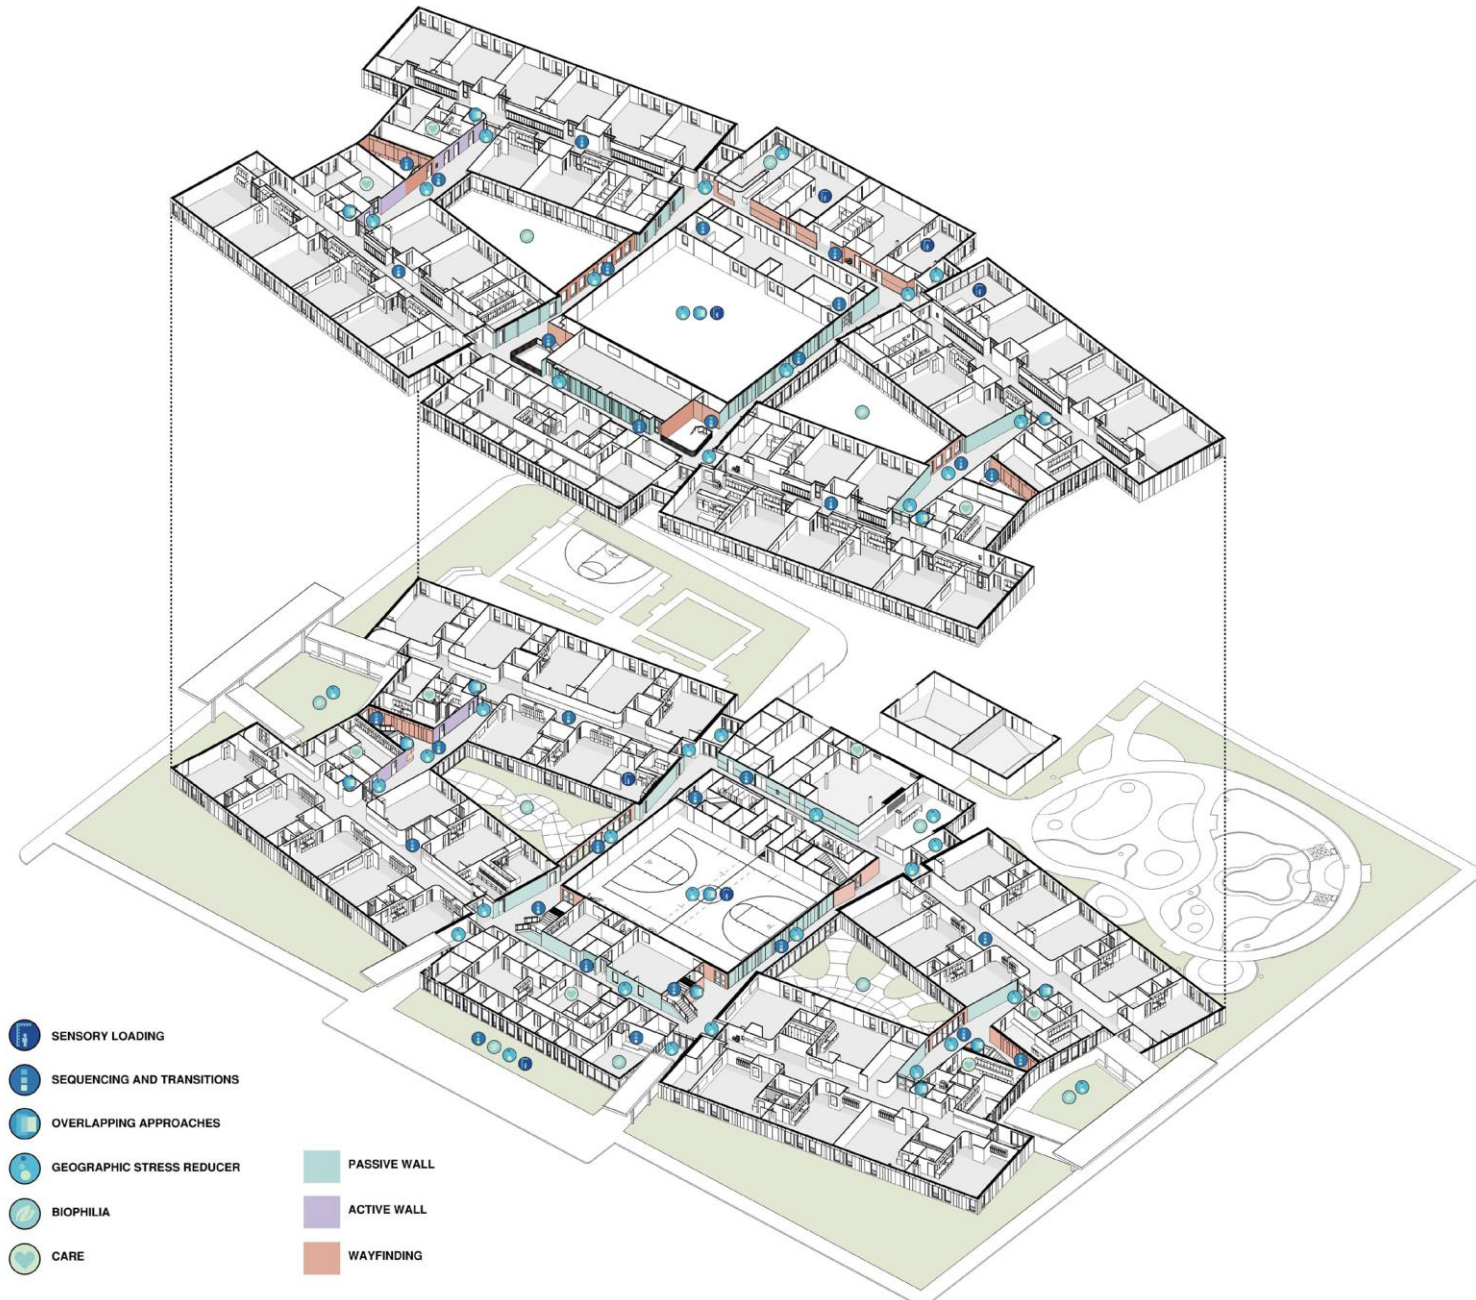 SENSORY LOADING
SEQUENCING AND TRANSITIONS
OVERLAPPING APPROACHES
GEOGRAPHIC STRESS REDUCER
BIOPHILIA
CARE
PASSIVE WALL
ACTIVE WALL
WAYFINDING